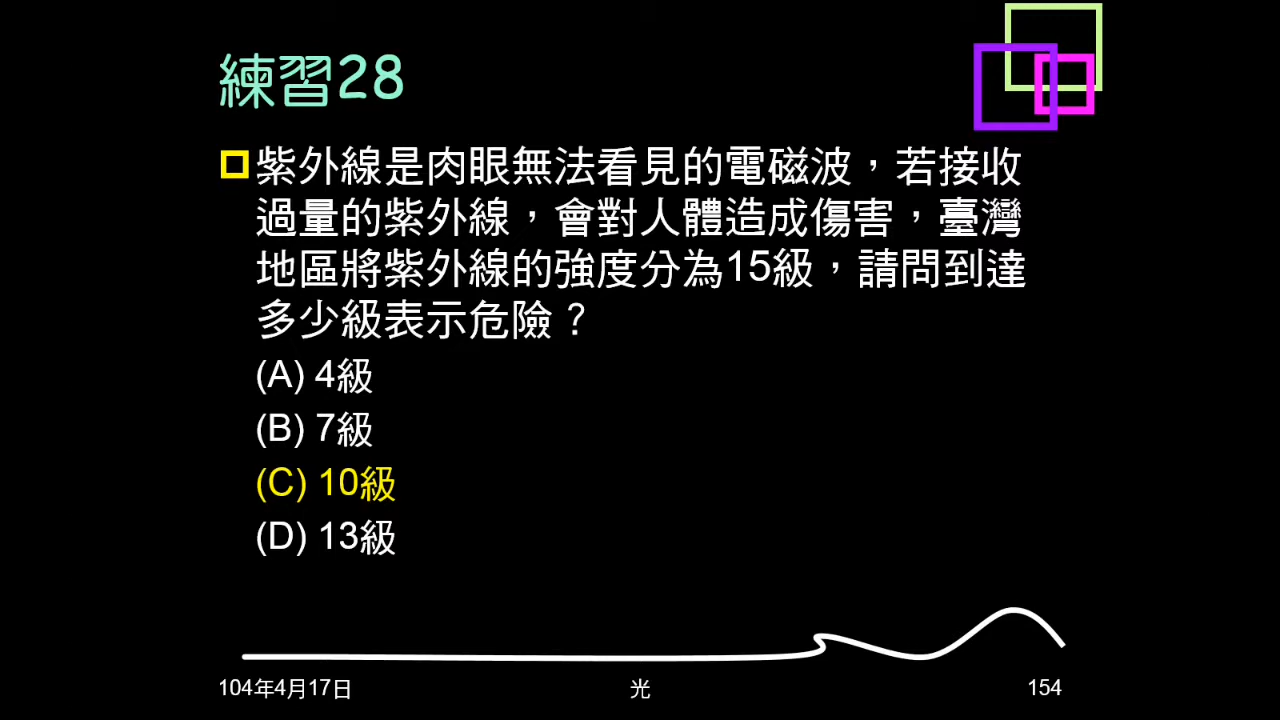 練習28
紫外線是肉眼無法看見的電磁波，若接收
過量的紫外線，會對人體造成傷害，臺灣
地區將紫外線的強度分為15級，請問到達
多少級表示危險？
(A) 4級
(B) 7級
(C) 10級
(D) 13級
104年4月17日
光
154